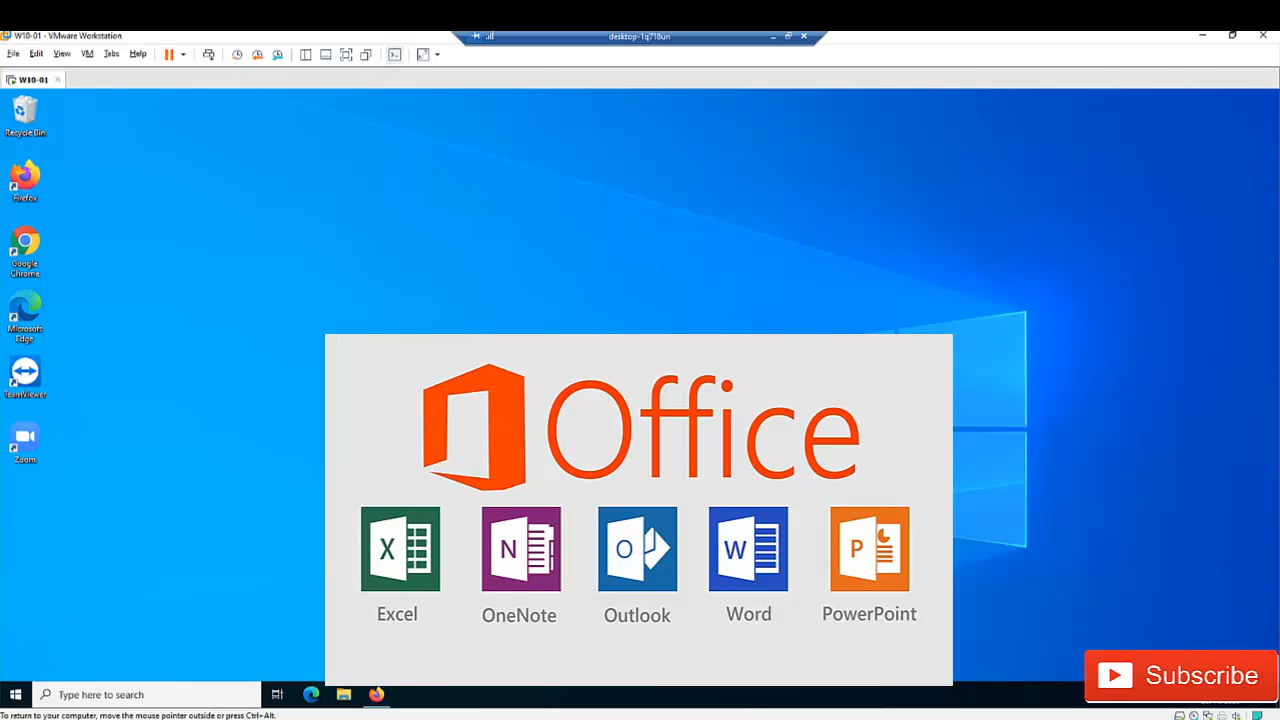 W10-01 - VMware Workstation
desktop-1q718un
File Edit View VM Tabs Help
W10-01
Recycle Bin
Firefox
Google
Chrome
Microsoft
Edge
TeamViewer
Zoom
Office
X N O W P
Excel OneNote Outlook Word PowerPoint
Subscribe
Type here to search
To return to your computer, move the mouse pointer outside or press Ctrl+Alt.